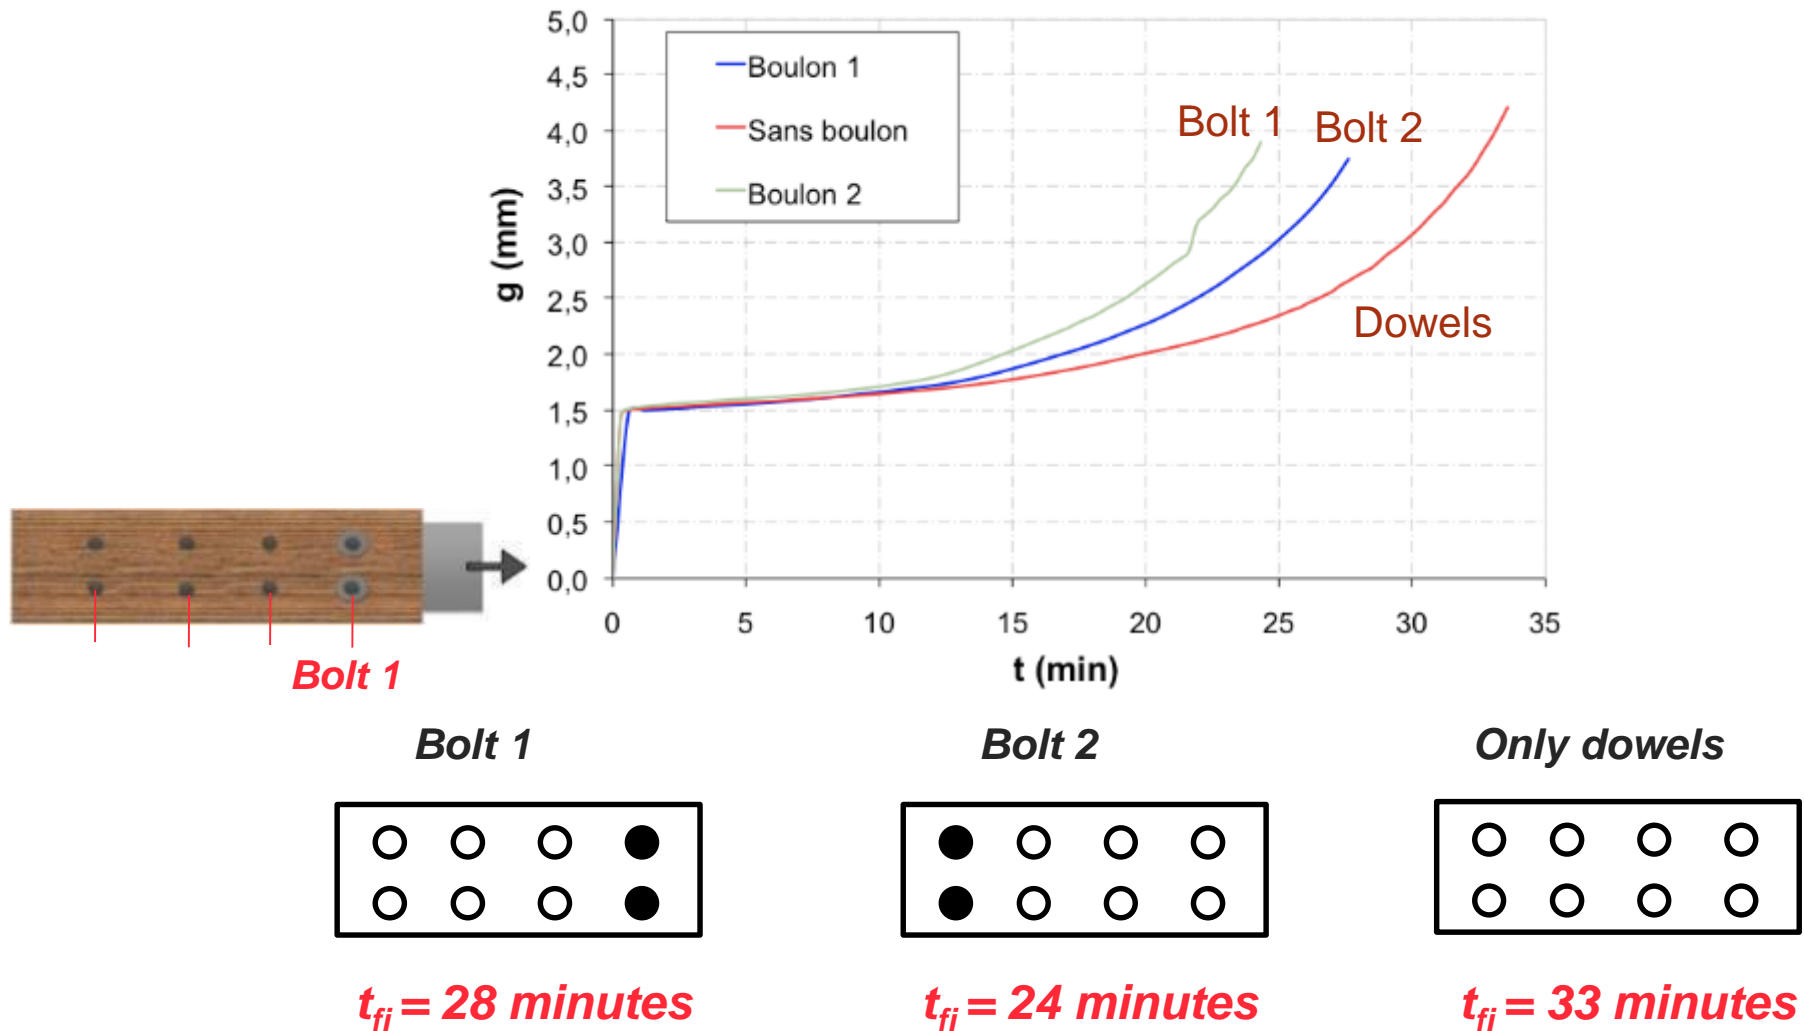 5,0
4,5
4,0
3,5
3,0
2,5
2,0
1,5
1,0
0,5
0,0
g (mm)
Boulon 1
Sans boulon
Boulon 2
Bolt 1
Bolt 2
Dowels
0 5 10 15 20 25 30 35
t (min)
Bolt 1
Bolt 1 Bolt 2 Only dowels
tfi = 28 minutes tfi = 24 minutes tfi = 33 minutes